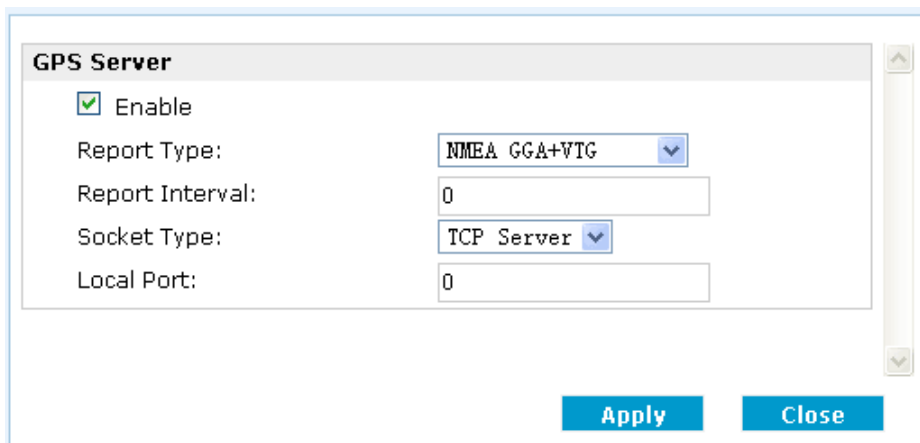 GPS Server
Enable
Report Type: NMEA GGA+VTG
Report Interval: 0
Socket Type: TCP Server
Local Port: 0
Apply Close